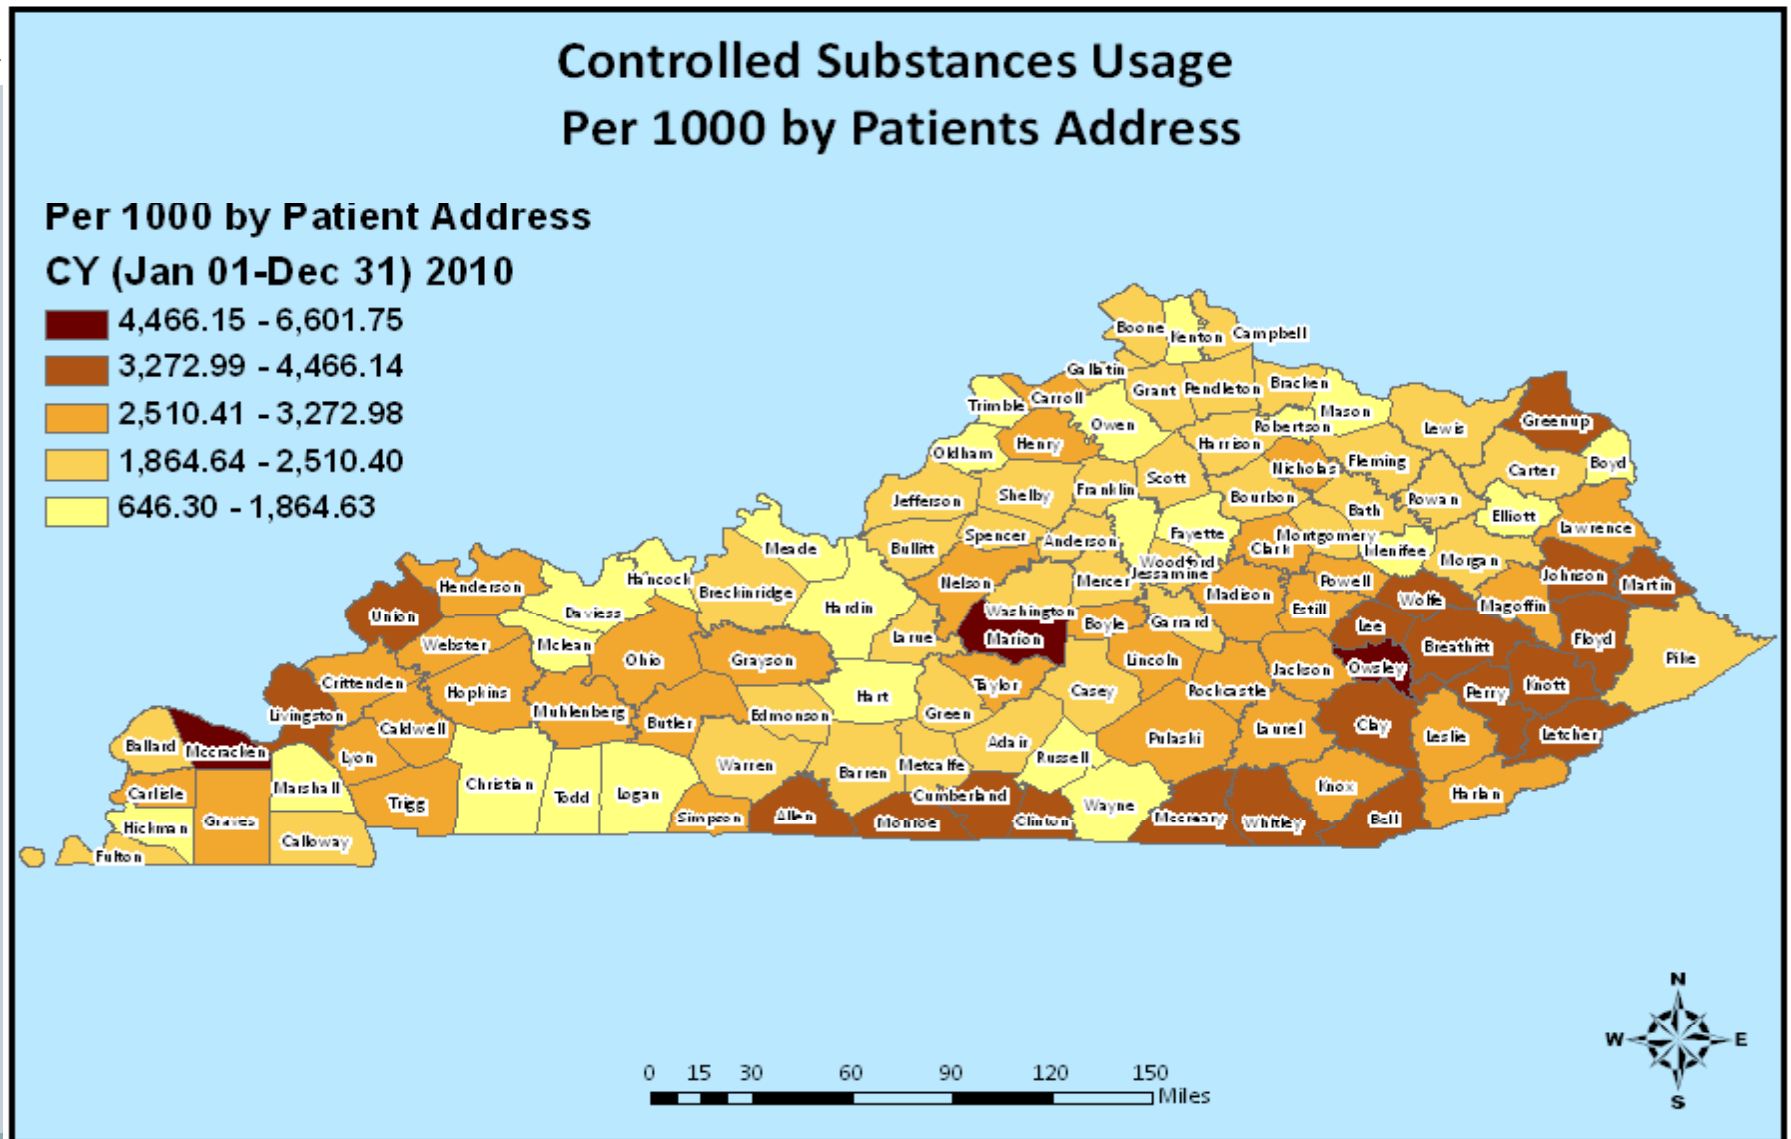 Controlled Substances Usage
Per 1000 by Patients Address
Per 1000 by Patient Address
CY (Jan 01-Dec 31) 2010
4,466.15 - 6,601.75
3,272.99 - 4,466.14
2,510.41 - 3,272.98
1,864.64 - 2,510.40
646.30 - 1,864.63
Boone
Kenton
Campbell
Gallatin
Grant
Pendleton
Bracken
Trimble
Carroll
Owen
Mason
Robertson
Lewis
Greenup
Oldham
Henry
Harrison
Nicholas
Fleming
Carter
Boyd
Jefferson
Shelby
Franklin
Scott
Bourbon
Bath
Rowan
Elliott
Lawrence
Meade
Bullitt
Spencer
Anderson
Fayette
Woodford
Clark
Montgomery
Menifee
Morgan
Johnson
Martin
Henderson
Hancock
Breckinridge
Nelson
Mercer
Jessamine
Madison
Powell
Estill
Wolfe
Magoffin
Union
Daviess
Hardin
Washington
Marion
Boyle
Garrard
Lee
Breathitt
Floyd
Pike
Webster
Mclean
Ohio
Grayson
Larue
Lincoln
Jackson
Owsley
Crittenden
Hopkins
Hart
Taylor
Casey
Rockcastle
Perry
Knott
Livingston
Muhlenberg
Butler
Edmonson
Green
Pulaski
Laurel
Clay
Leslie
Letcher
Ballard
Mccracken
Caldwell
Lyon
Warren
Barren
Metcalfe
Adair
Russell
Carlisle
Marshall
Trigg
Christian
Todd
Logan
Simpson
Allen
Monroe
Cumberland
Clinton
Wayne
Mccreary
Whitley
Knox
Bell
Harlan
Hickman
Graves
Calloway
Fulton
N
W
E
S
0 15 30 60 90 120 150
Miles